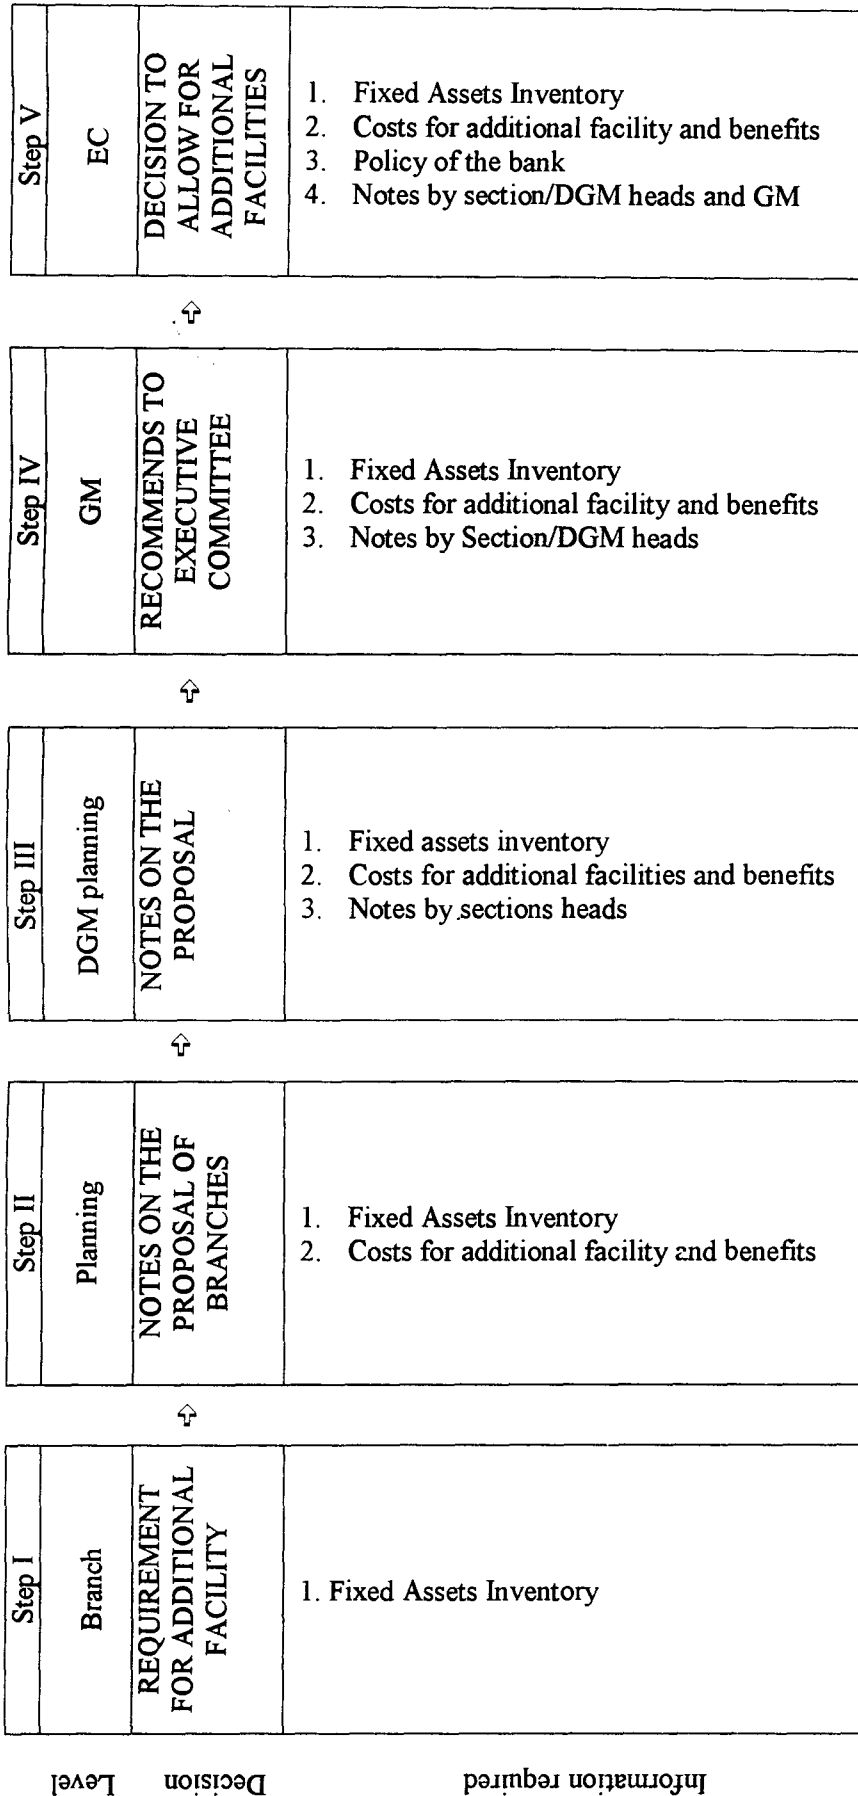 Step V
EC
DECISION TO
ALLOW FOR
ADDITIONAL
FACILITIES
1. Fixed Assets Inventory
2. Costs for additional facility and benefits
3. Policy of the bank
4. Notes by section/DGM heads and GM
Step IV
GM
RECOMMENDS TO
EXECUTIVE
COMMITTEE
1. Fixed Assets Inventory
2. Costs for additional facility and benefits
3. Notes by Section/DGM heads
Step III
DGM planning
NOTES ON THE
PROPOSAL
1. Fixed assets inventory
2. Costs for additional facilities and benefits
3. Notes by sections heads
Step II
Planning
NOTES ON THE
PROPOSAL OF
BRANCHES
1. Fixed Assets Inventory
2. Costs for additional facility and benefits
Step I
Branch
REQUIREMENT
FOR ADDITIONAL
FACILITY
1. Fixed Assets Inventory
Level
Decision
Information required